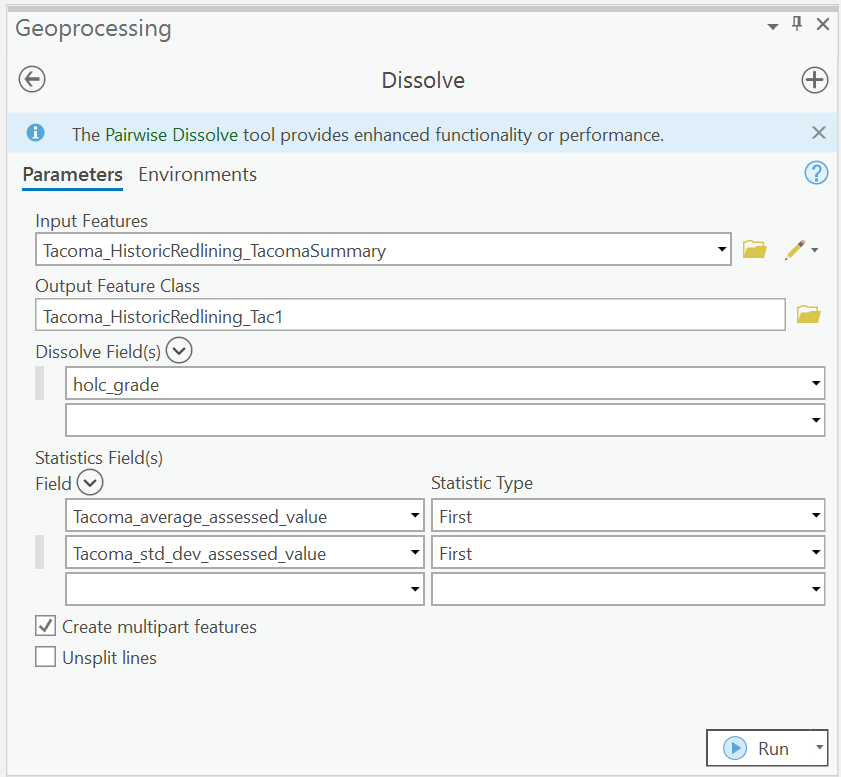 Geoprocessing
Dissolve
The Pairwise Dissolve tool provides enhanced functionality or performance.
Parameters Environments
Input Features
Tacoma_HistoricRedlining_TacomaSummary
Output Feature Class
Tacoma_HistoricRedlining_Tac1
Dissolve Field(s)
holc_grade
Statistics Field(s)
Field Statistic Type
Tacoma_average_assessed_value First
Tacoma_std_dev_assessed_value First
Create multipart features
Unsplit lines
Run